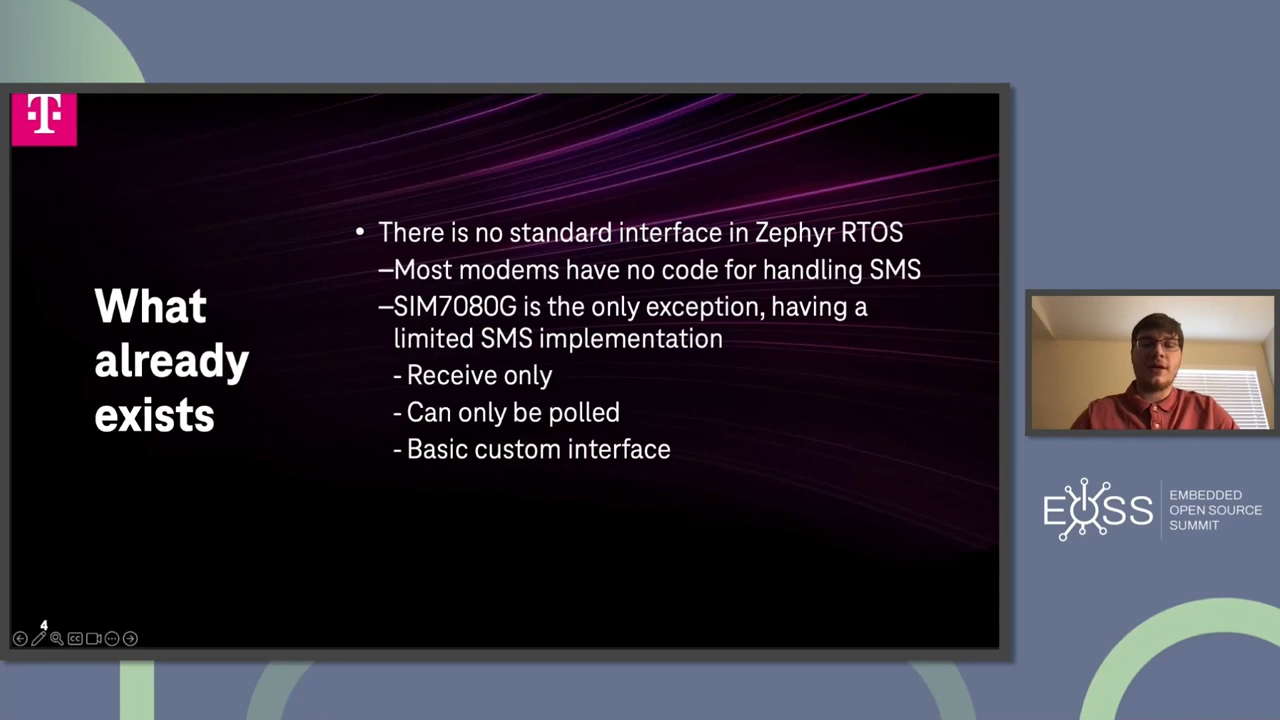 T
What
already
exists
• There is no standard interface in Zephyr RTOS
–Most modems have no code for handling SMS
–SIM7080G is the only exception, having a
limited SMS implementation
- Receive only
- Can only be polled
- Basic custom interface
4
CC
EOSS
EMBEDDED
OPEN SOURCE
SUMMIT